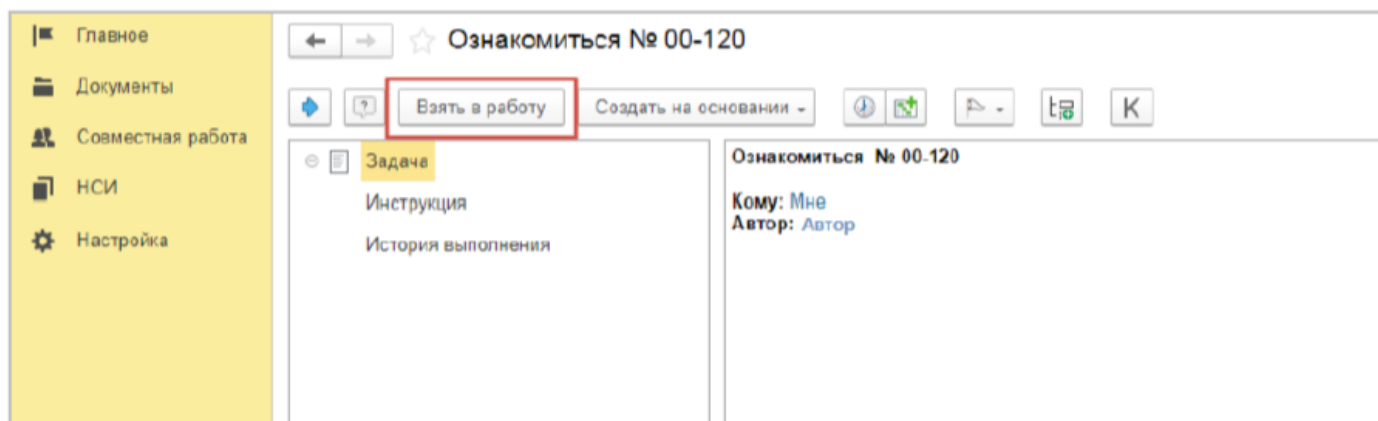 Главное
Документы
Совместная работа
НСИ
Настройка
Ознакомиться № 00-120
Взять в работу Создать на основании
К
Задача
Инструкция
История выполнения
Ознакомиться № 00-120
Кому: Мне
Автор: Автор